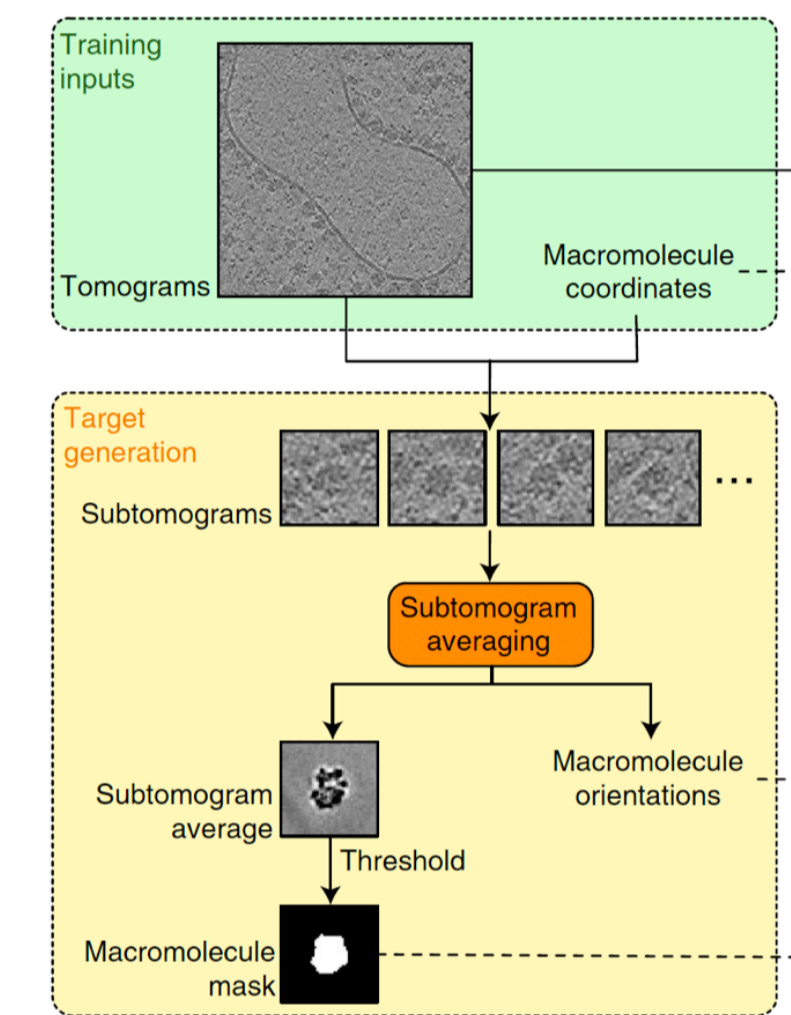 Training
inputs
Tomograms
Macromolecule
coordinates
Target
generation
Subtomograms
...
Subtomogram
averaging
Subtomogram
average
Macromolecule
orientations
Threshold
Macromolecule
mask